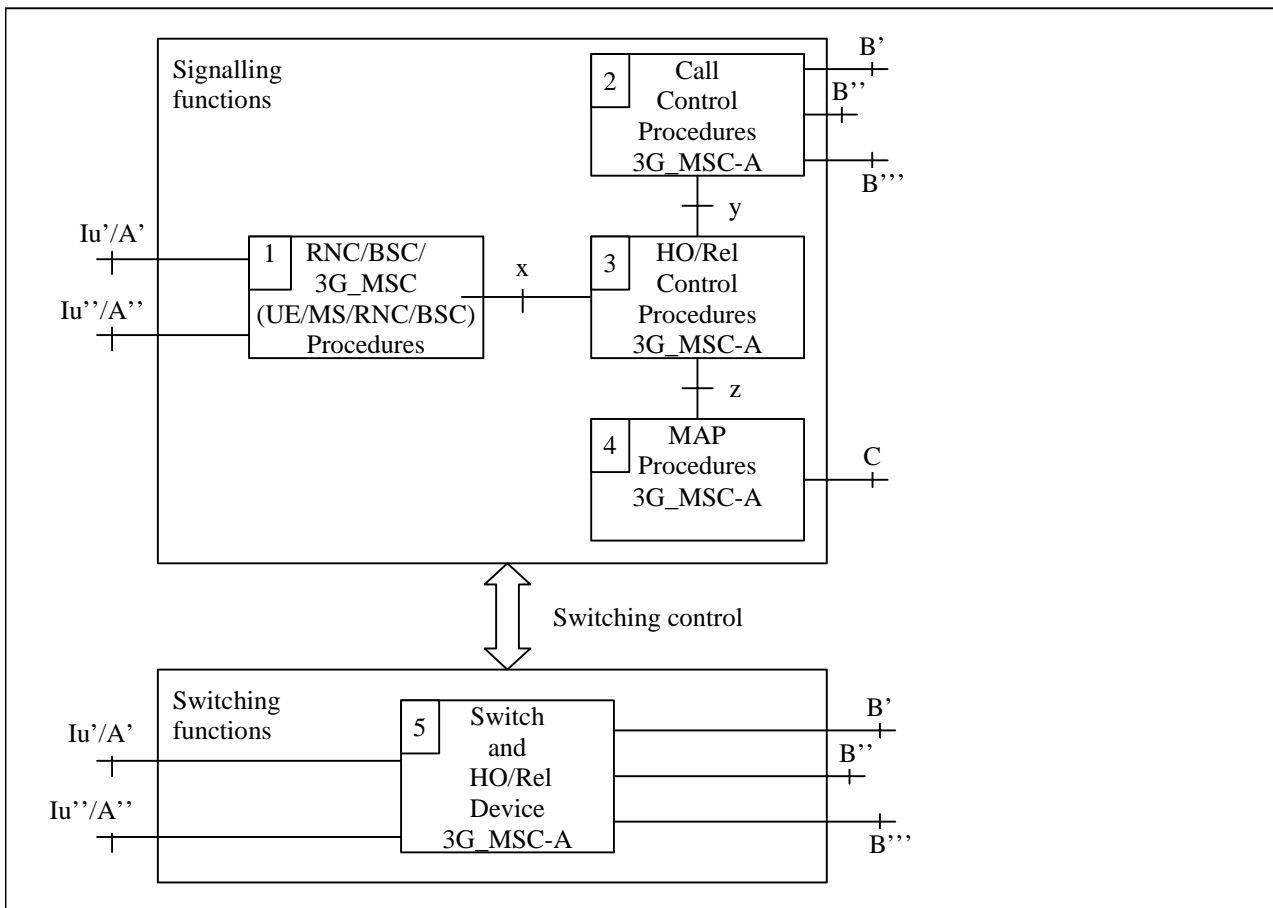 Signalling
functions
2
Call
Control
Procedures
3G_MSC-A
B'
B''
B’’’
y
Iu’/A'
Iu’’/A’’
1
RNC/BSC/
3G_MSC
(UE/MS/RNC/BSC)
Procedures
x
3
HO/Rel
Control
Procedures
3G_MSC-A
z
4
MAP
Procedures
3G_MSC-A
C
Switching control
Switching
functions
Iu’/A'
Iu’’/A’’
5
Switch
and
HO/Rel
Device
3G_MSC-A
B'
B’’
B’’’